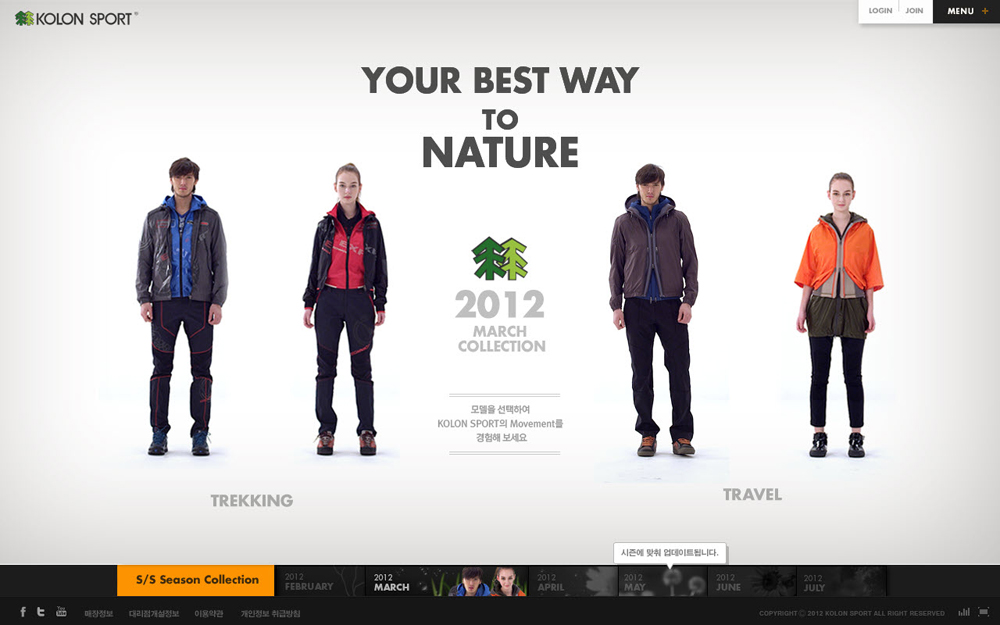 KOLON SPORT®
LOGIN
JOIN
MENU +
YOUR BEST WAY
TO
NATURE
2012
MARCH
COLLECTION
모델을 선택하여
KOLON SPORT의 Movement를
경험해 보세요
TREKKING
TRAVEL
시즌에 맞춰 업데이트됩니다.
S/S Season Collection
2012
FEBRUARY
2012
MARCH
2012
APRIL
2012
MAY
2012
JUNE
2012
JULY
매장정보
대리점개설정보
이용약관
개인정보 취급방침
COPYRIGHT ⓒ 2012 KOLON SPORT ALL RIGHT RESERVED